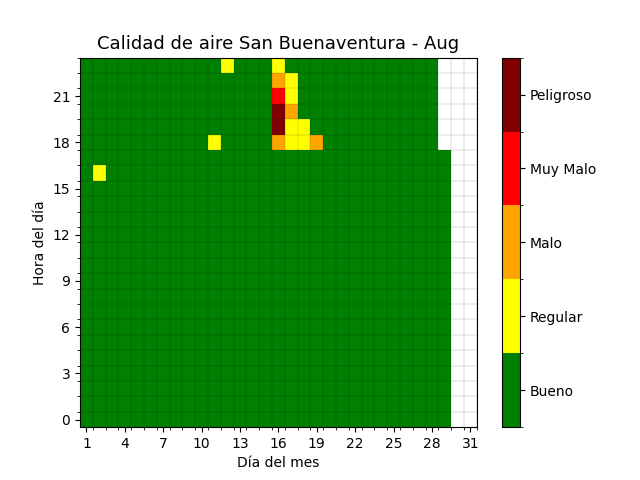 Calidad de aire San Buenaventura - Aug
Peligroso
Muy Malo
Malo
Regular
Bueno
Hora del día
21
18
15
12
9
6
3
0
1 4 7 10 13 16 19 22 25 28 31
Día del mes